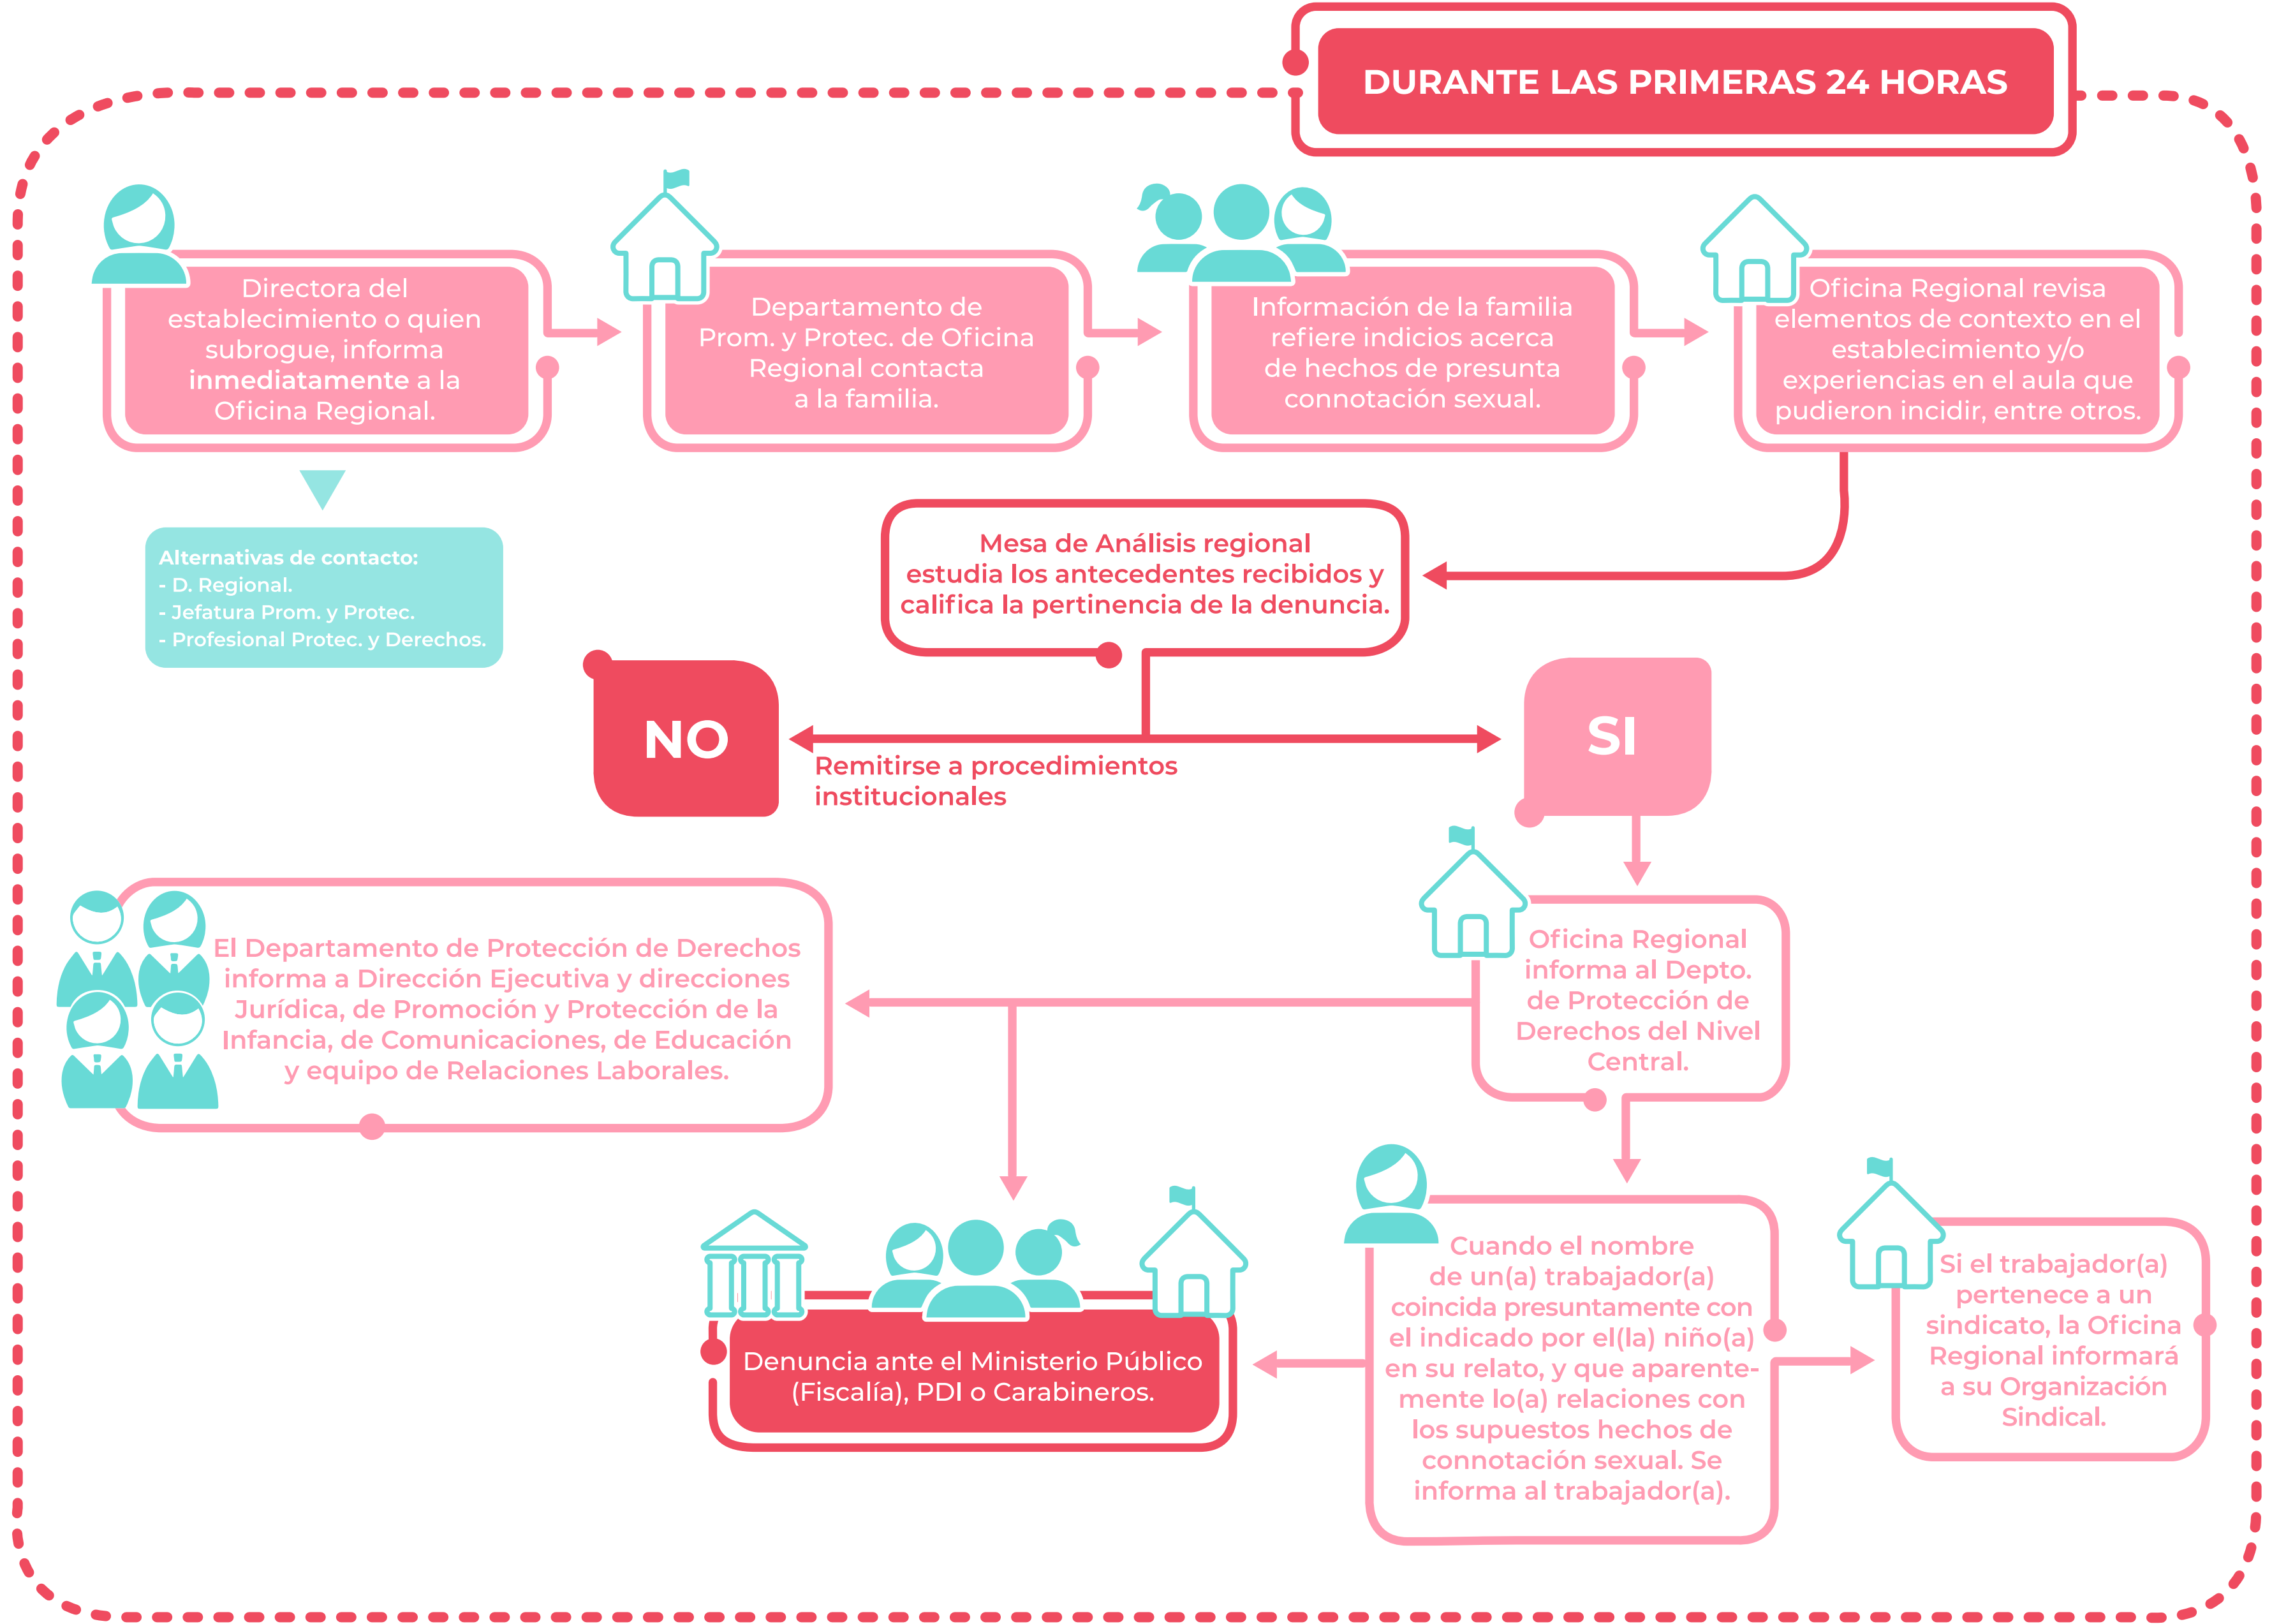 DURANTE LAS PRIMERAS 24 HORAS
Directora del
establecimiento o quien
subrogue, informa
inmediatamente a la
Oficina Regional.
Departamento de
Prom. y Protec. de Oficina
Regional contacta
a la familia.
Información de la familia
refiere indicios acerca
de hechos de presunta
connotación sexual.
Oficina Regional revisa
elementos de contexto en el
establecimiento y/o
experiencias en el aula que
pudieron incidir, entre otros.
Alternativas de contacto:
- D. Regional.
- Jefatura Prom. y Protec.
- Profesional Protec. y Derechos.
Mesa de Análisis regional
estudia los antecedentes recibidos y
califica la pertinencia de la denuncia.
NO
Remitirse a procedimientos
institucionales
SI
Oficina Regional
informa al Depto.
de Protección de
Derechos del Nivel
Central.
El Departamento de Protección de Derechos
informa a Dirección Ejecutiva y direcciones
Jurídica, de Promoción y Protección de la
Infancia, de Comunicaciones, de Educación
y equipo de Relaciones Laborales.
Denuncia ante el Ministerio Público
(Fiscalía), PDI o Carabineros.
Cuando el nombre
de un(a) trabajador(a)
coincida presuntamente con
el indicado por el(la) niño(a)
en su relato, y que aparente-
mente lo(a) relaciones con
los supuestos hechos de
connotación sexual. Se
informa al trabajador(a).
Si el trabajador(a)
pertenece a un
sindicato, la Oficina
Regional informará
a su Organización
Sindical.